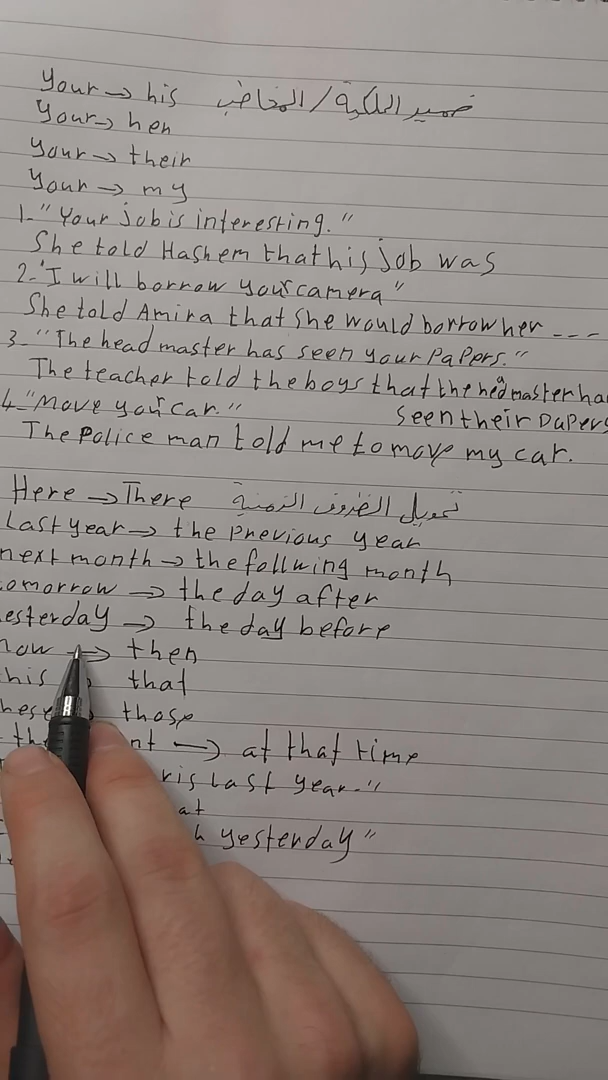 your → his ضمير الملكية / المخاطب
your → her
your → their
your → my
1- "Your job is interesting."
She told Hashem that his job was
2- "I will borrow your camera"
She told Amira that she would borrow her ---
3- "The head master has seen your papers."
The teacher told the boys that the head master ha
seen their papers
4- "Move your car."
The police man told me to move my car.
Here → There تحويل الظروف الزمنية
Last year → the previous year
next month → the follwing month
omorrow → the day after
esterday → the day before
now → then
his → that
hese → those
nt → at that time
ris last year."
at
h yesterday"